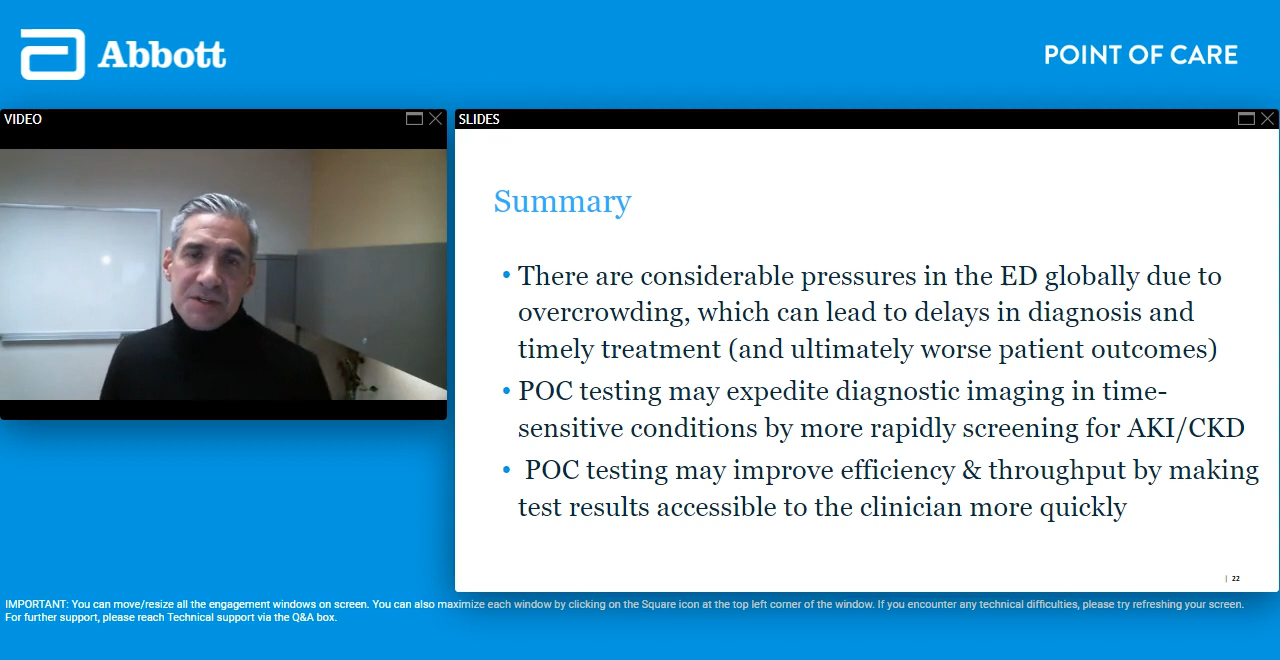 Abbott
POINT OF CARE
VIDEO
SLIDES
Summary
• There are considerable pressures in the ED globally due to
overcrowding, which can lead to delays in diagnosis and
timely treatment (and ultimately worse patient outcomes)
• POC testing may expedite diagnostic imaging in time-
sensitive conditions by more rapidly screening for AKI/CKD
• POC testing may improve efficiency & throughput by making
test results accessible to the clinician more quickly
| 22
IMPORTANT: You can move/resize all the engagement windows on screen. You can also maximize each window by clicking on the Square icon at the top left corner of the window. If you encounter any technical difficulties, please try refreshing your screen.
For further support, please reach Technical support via the Q&A box.